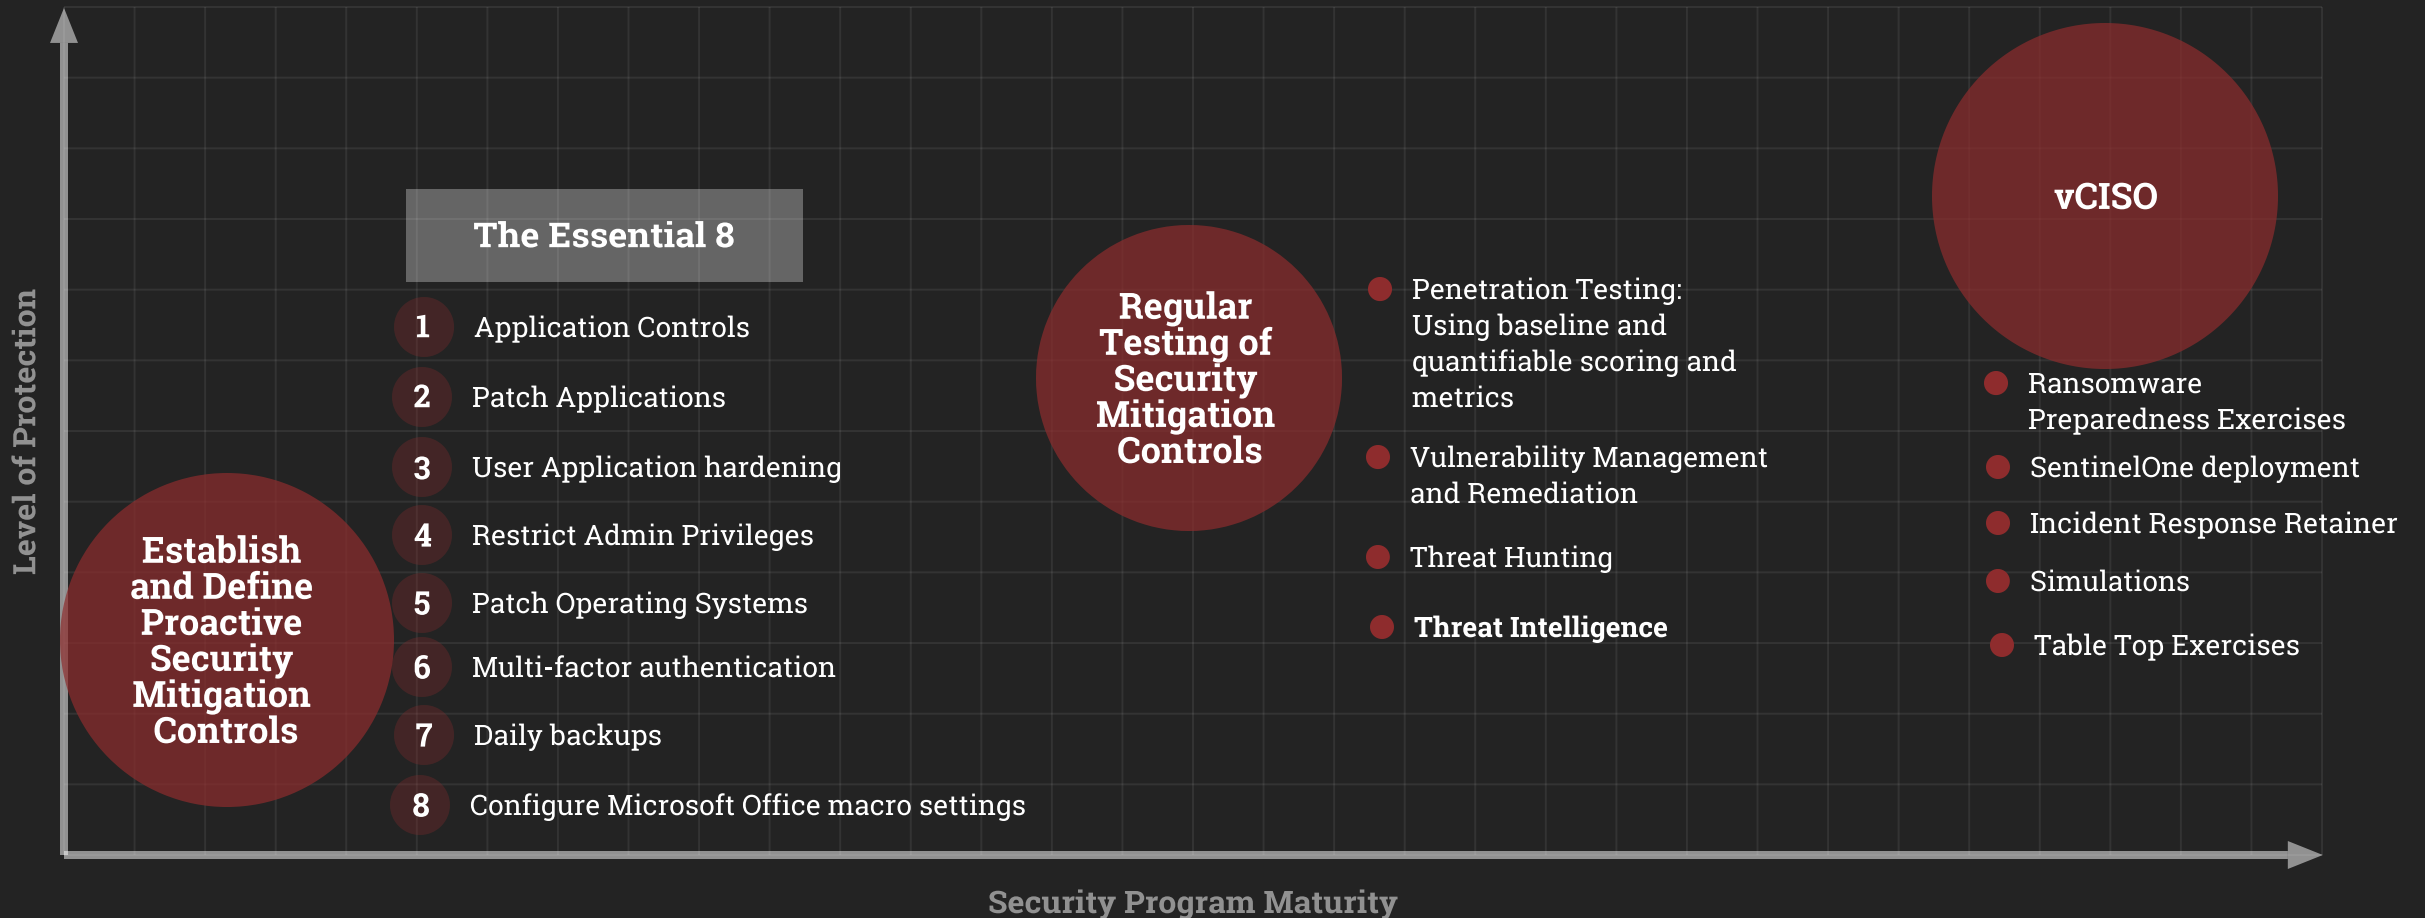 Level of Protection
Establish
and Define
Proactive
Security
Mitigation
Controls
The Essential 8
1 Application Controls
2 Patch Applications
3 User Application hardening
4 Restrict Admin Privileges
5 Patch Operating Systems
6 Multi-factor authentication
7 Daily backups
8 Configure Microsoft Office macro settings
Regular
Testing of
Security
Mitigation
Controls
Penetration Testing:
Using baseline and
quantifiable scoring and
metrics
Vulnerability Management
and Remediation
Threat Hunting
Threat Intelligence
vCISO
Ransomware
Preparedness Exercises
SentinelOne deployment
Incident Response Retainer
Simulations
Table Top Exercises
Security Program Maturity